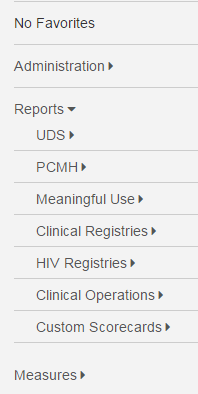 No Favorites
Administration
Reports
UDS
PCMH
Meaningful Use
Clinical Registries
HIV Registries
Clinical Operations
Custom Scorecards
Measures